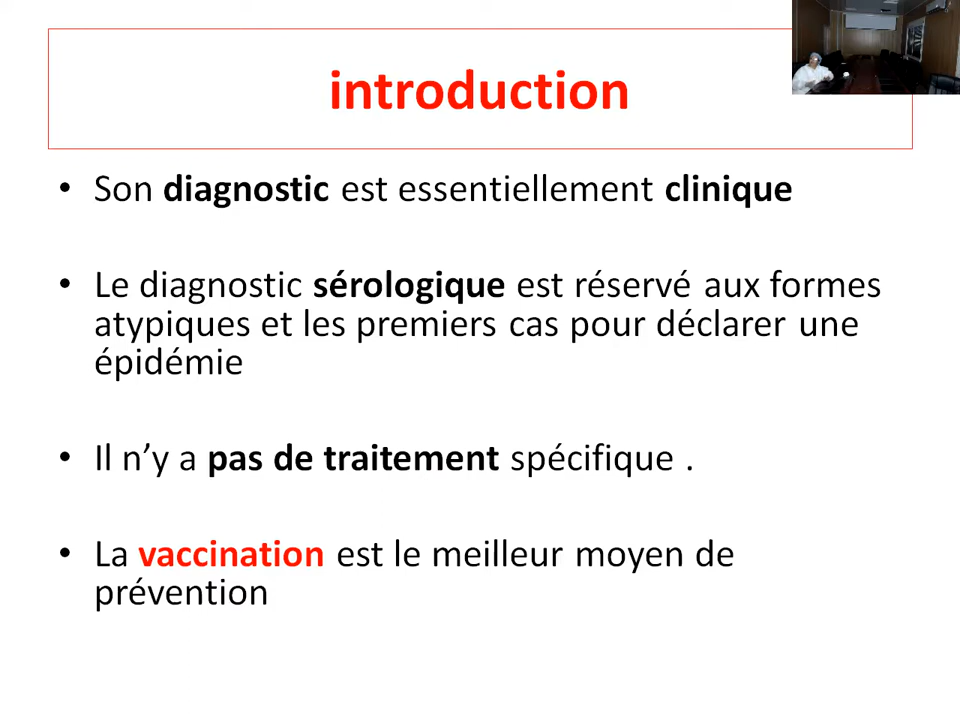 introduction
• Son diagnostic est essentiellement clinique
• Le diagnostic sérologique est réservé aux formes
atypiques et les premiers cas pour déclarer une
épidémie
• Il n’y a pas de traitement spécifique .
• La vaccination est le meilleur moyen de
prévention